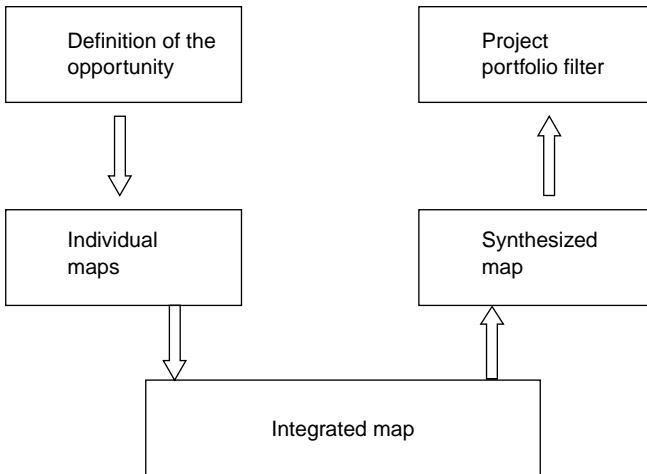 Definition of the
opportunity
Project
portfolio filter
Individual
maps
Synthesized
map
Integrated map